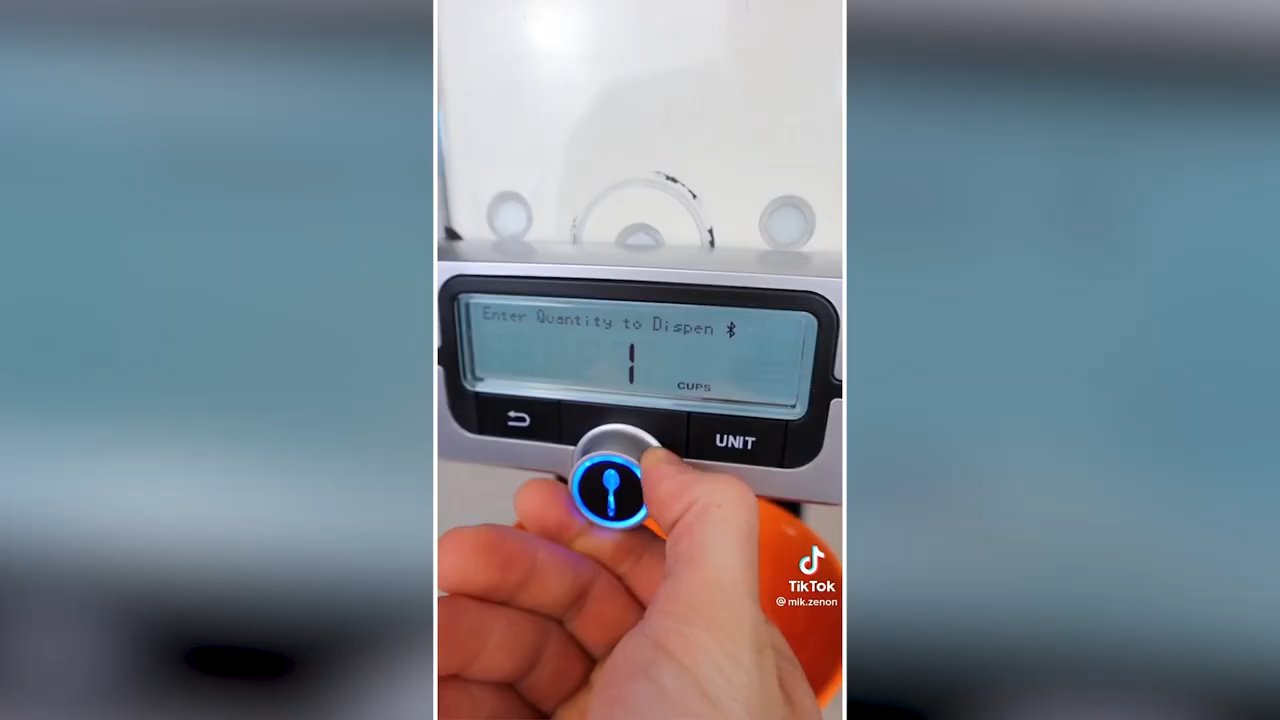 Enter Quantity to Dispen
1
CUPS
UNIT
TikTok
@mik.zenon